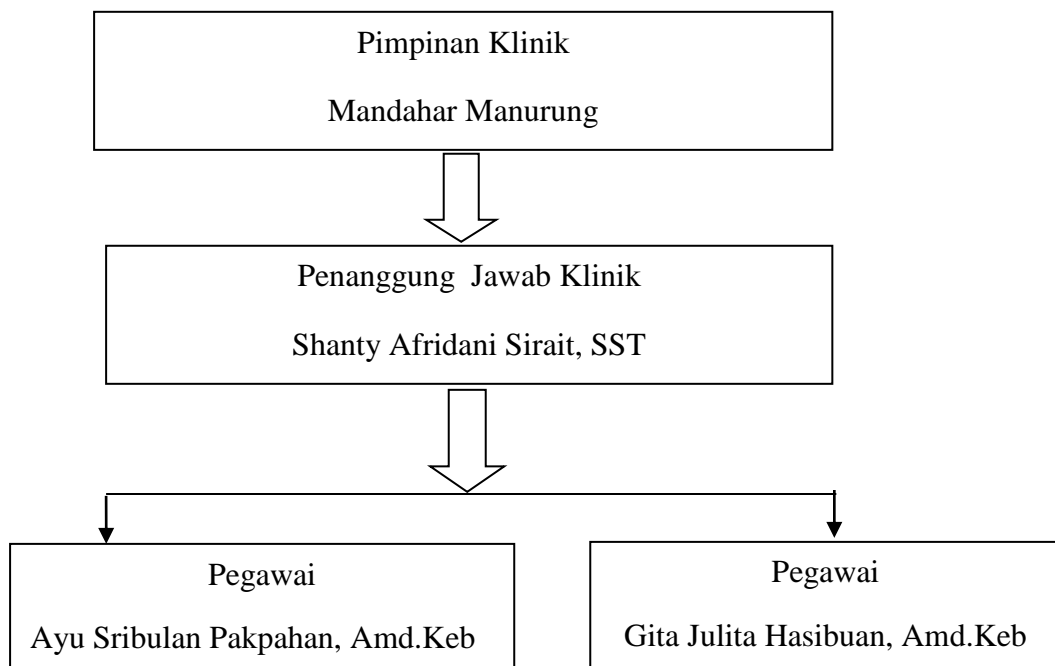 Pimpinan Klinik
Mandahar Manurung
Penanggung  Jawab Klinik
Shanty Afridani Sirait, SST
Pegawai
Ayu Sribulan Pakpahan, Amd.Keb
Pegawai
Gita Julita Hasibuan, Amd.Keb